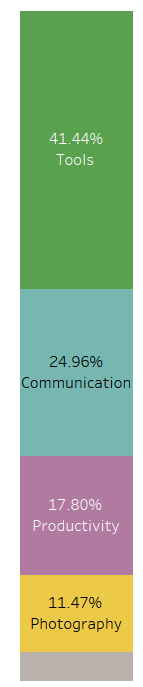 41.44%
Tools
24.96%
Communication
17.80%
Productivity
11.47%
Photography